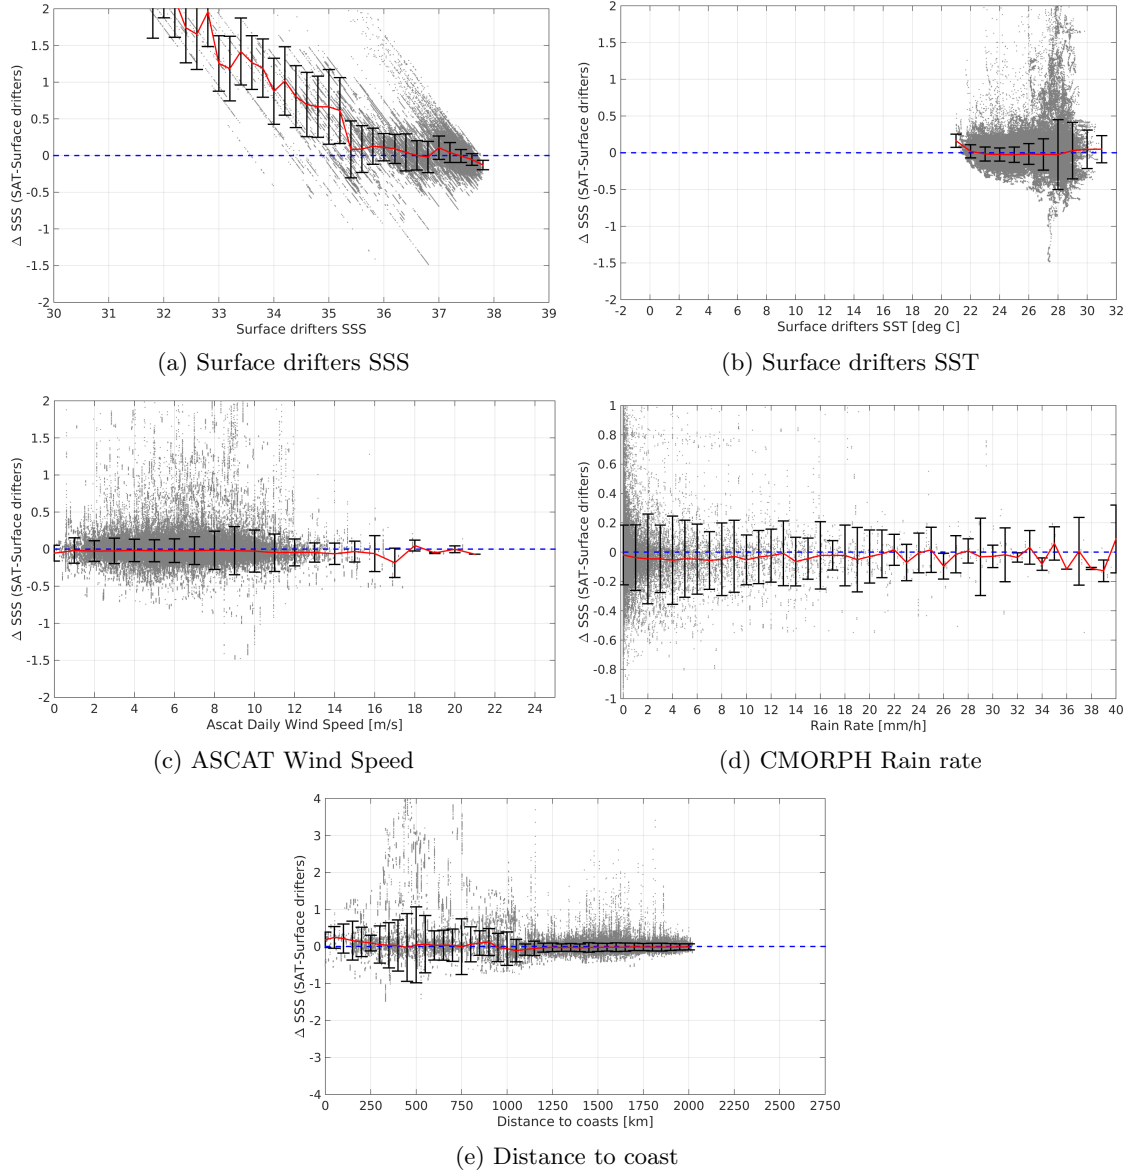 2
1.5
1
0.5
0
-0.5
-1
-1.5
-2
Δ SSS (SAT-Surface drifters)
30 31 32 33 34 35 36 37 38 39
Surface drifters SSS
(a) Surface drifters SSS
2
1.5
1
0.5
0
-0.5
-1
-1.5
-2
Δ SSS (SAT-Surface drifters)
-2 0 2 4 6 8 10 12 14 16 18 20 22 24 26 28 30 32
Surface drifters SST [deg C]
(b) Surface drifters SST
2
1.5
1
0.5
0
-0.5
-1
-1.5
-2
Δ SSS (SAT-Surface drifters)
0 2 4 6 8 10 12 14 16 18 20 22 24
Ascat Daily Wind Speed [m/s]
(c) ASCAT Wind Speed
1
0.8
0.6
0.4
0.2
0
-0.2
-0.4
-0.6
-0.8
-1
Δ SSS (SAT-Surface drifters)
0 2 4 6 8 10 12 14 16 18 20 22 24 26 28 30 32 34 36 38 40
Rain Rate [mm/h]
(d) CMORPH Rain rate
4
3
2
1
0
-1
-2
-3
-4
Δ SSS (SAT-Surface drifters)
0 250 500 750 1000 1250 1500 1750 2000 2250 2500 2750
Distance to coasts [km]
(e) Distance to coast